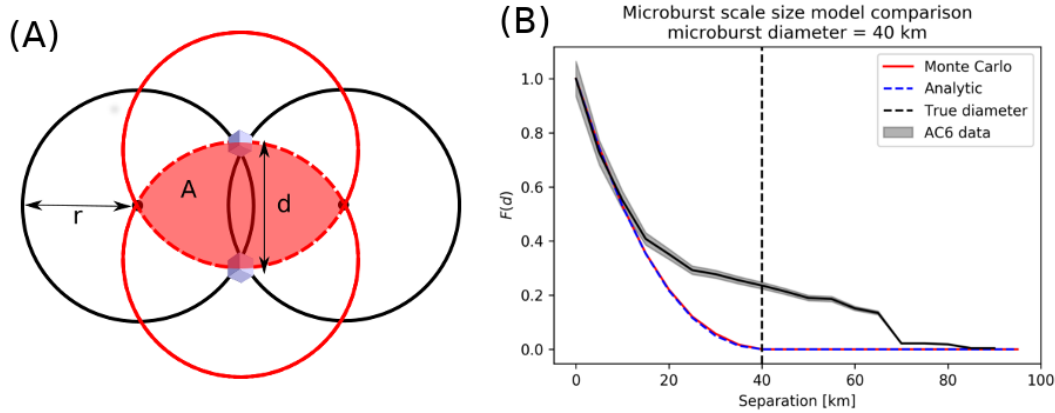 (A)
A
d
r
(B)
Microburst scale size model comparison
microburst diameter = 40 km
Monte Carlo
Analytic
True diameter
AC6 data
F(d)
1.0
0.8
0.6
0.4
0.2
0.0
0 20 40 60 80 100
Separation [km]